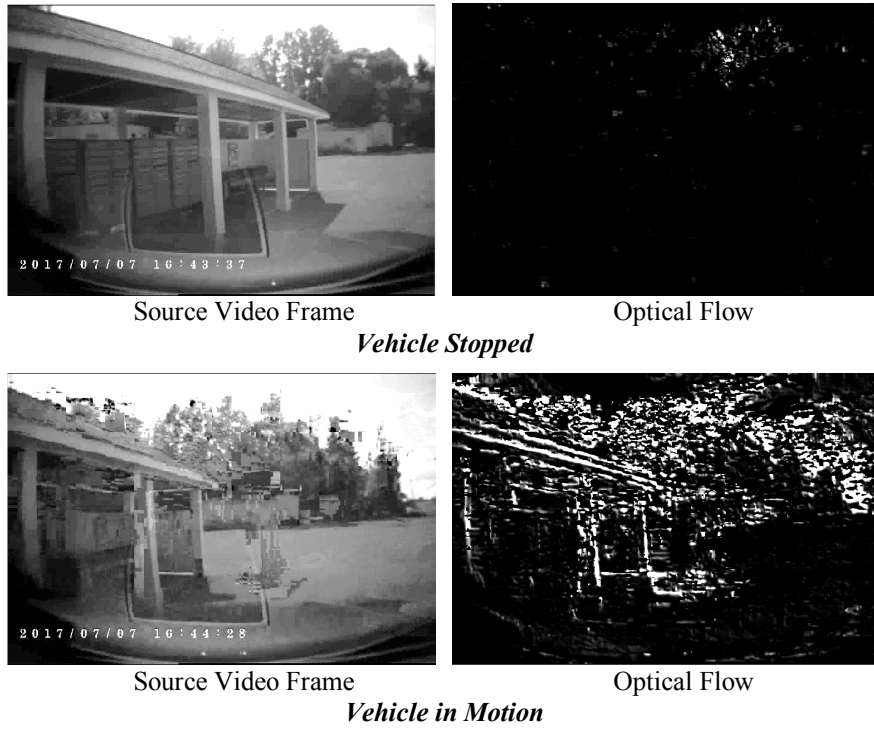 2017/07/07 16:43:37
Source Video Frame Optical Flow
Vehicle Stopped
2017/07/07 16:44:28
Source Video Frame Optical Flow
Vehicle in Motion